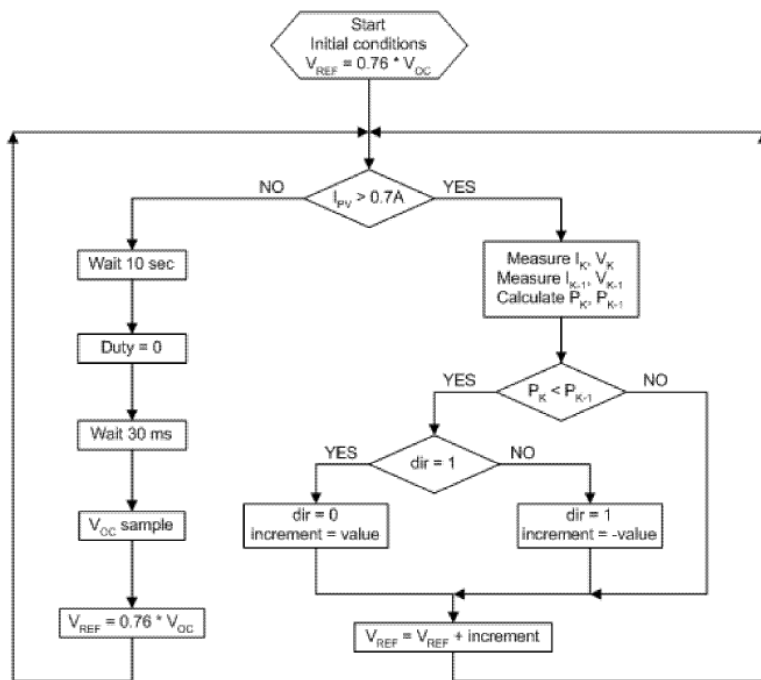 Start
Initial conditions
V_REF = 0.76 * V_OC
I_PV > 0.7A
NO
YES
Wait 10 sec
Duty = 0
Wait 30 ms
V_OC sample
V_REF = 0.76 * V_OC
Measure I_K, V_K
Measure I_K-1, V_K-1
Calculate P_K, P_K-1
P_K < P_K-1
YES
NO
dir = 1
YES
NO
dir = 0
increment = value
dir = 1
increment = -value
V_REF = V_REF + increment